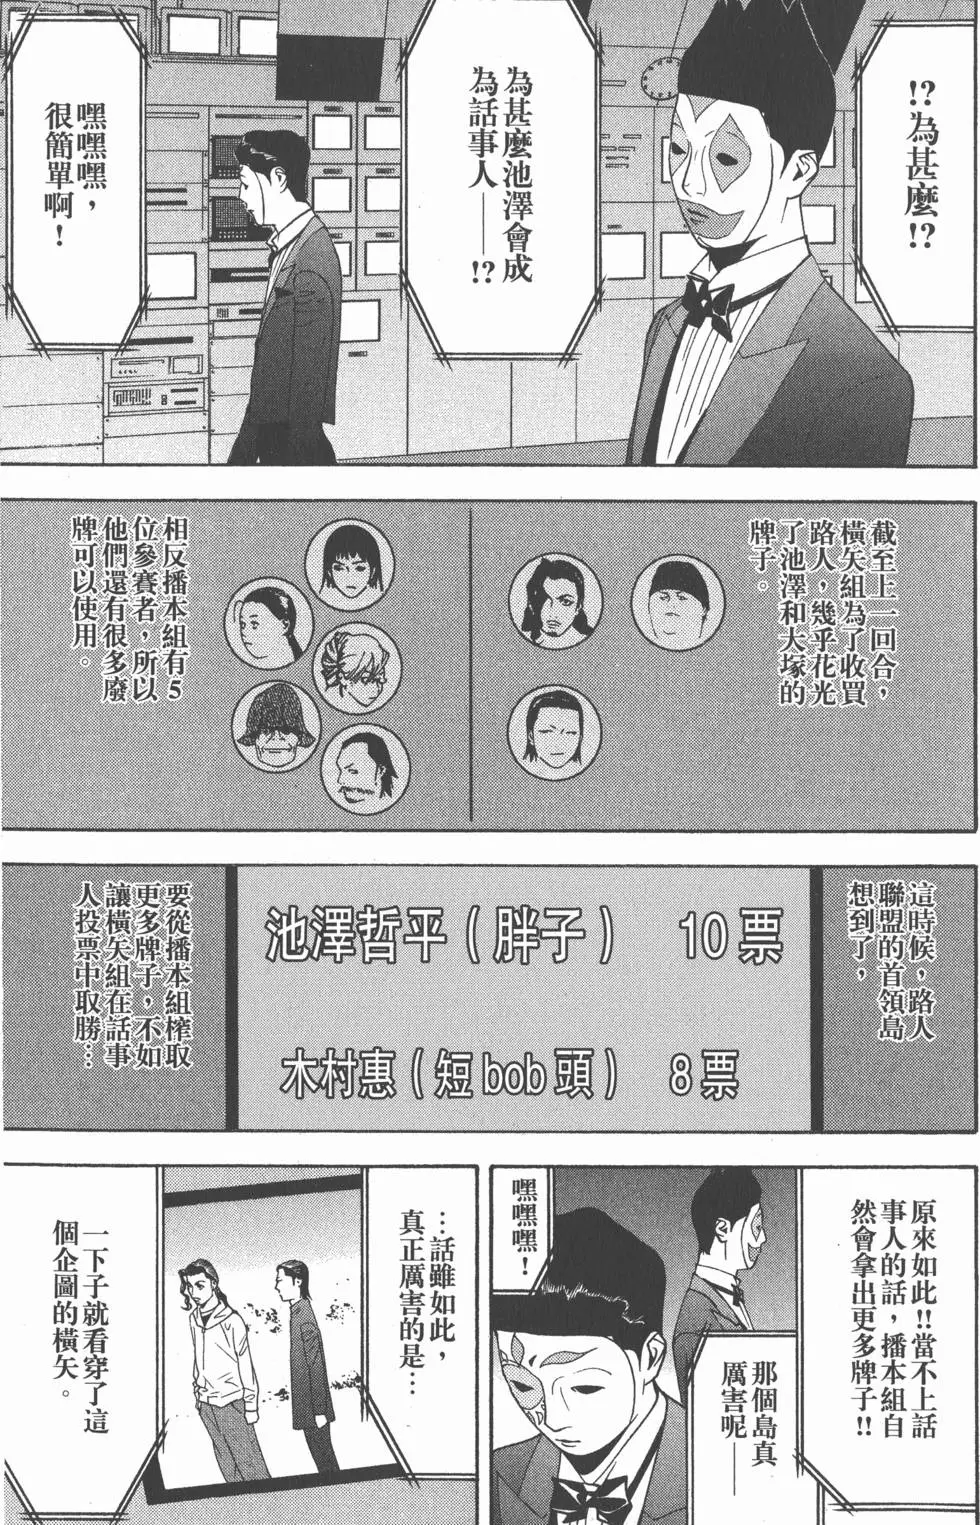 !?為甚麼!?
為甚麼池澤會成
為話事人——!?
嘿嘿嘿，
很簡單啊！
截至上一回合，
橫矢組為了收買
路人，幾乎花光
了池澤和大塚的
牌子。
相反播本組有5
位參賽者，所以
他們還有很多廢
牌可以使用。
這時候，路人
聯盟的首領島
想到了，
池澤哲平（胖子） 10票
木村惠（短bob頭） 8票
要從播本組榨取
更多牌子，不如
讓橫矢組在話事
人投票中取勝…
原來如此!!當不上話
事人的話，播本組自
然會拿出更多牌子!!
那個島真
厲害呢——
嘿嘿嘿！
…話雖如此，
真正厲害的是…
一下子就看穿了這
個企圖的橫矢。